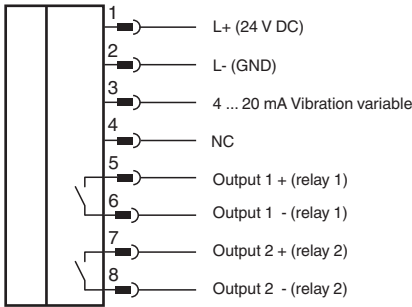 1 L+ (24 V DC)
2 L- (GND)
3 4 ... 20 mA Vibration variable
4 NC
5 Output 1 + (relay 1)
6 Output 1 - (relay 1)
7 Output 2 + (relay 2)
8 Output 2 - (relay 2)